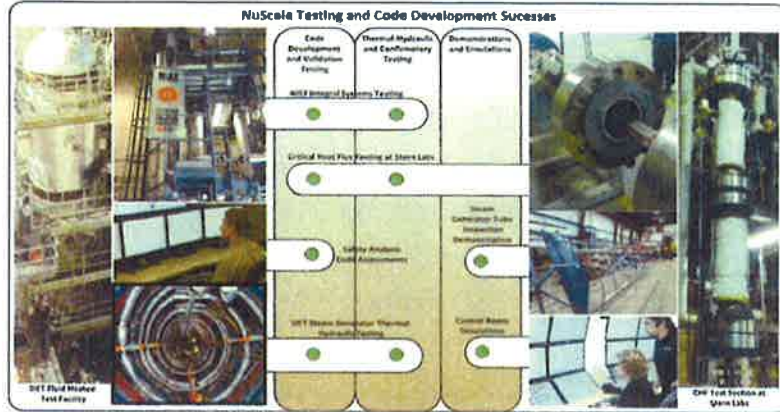 NuScale Testing and Code Development Sucesses
Code
Development
and Validation
Testing
Thermal Hydraulic
and Confirmatory
Testing
Demonstrations
and Simulations
NIST Integral Systems Testing
Critical Heat Flux Testing at Stern Labs
Steam
Generator Tube
Inspection
Demonstration
Safety Analysis
Code Assessments
SIET Steam Generator Thermal
Hydraulic Testing
Control Room
Simulations
SIET Fluid Heated
Test Facility
CHF Test Section at
Stern Labs